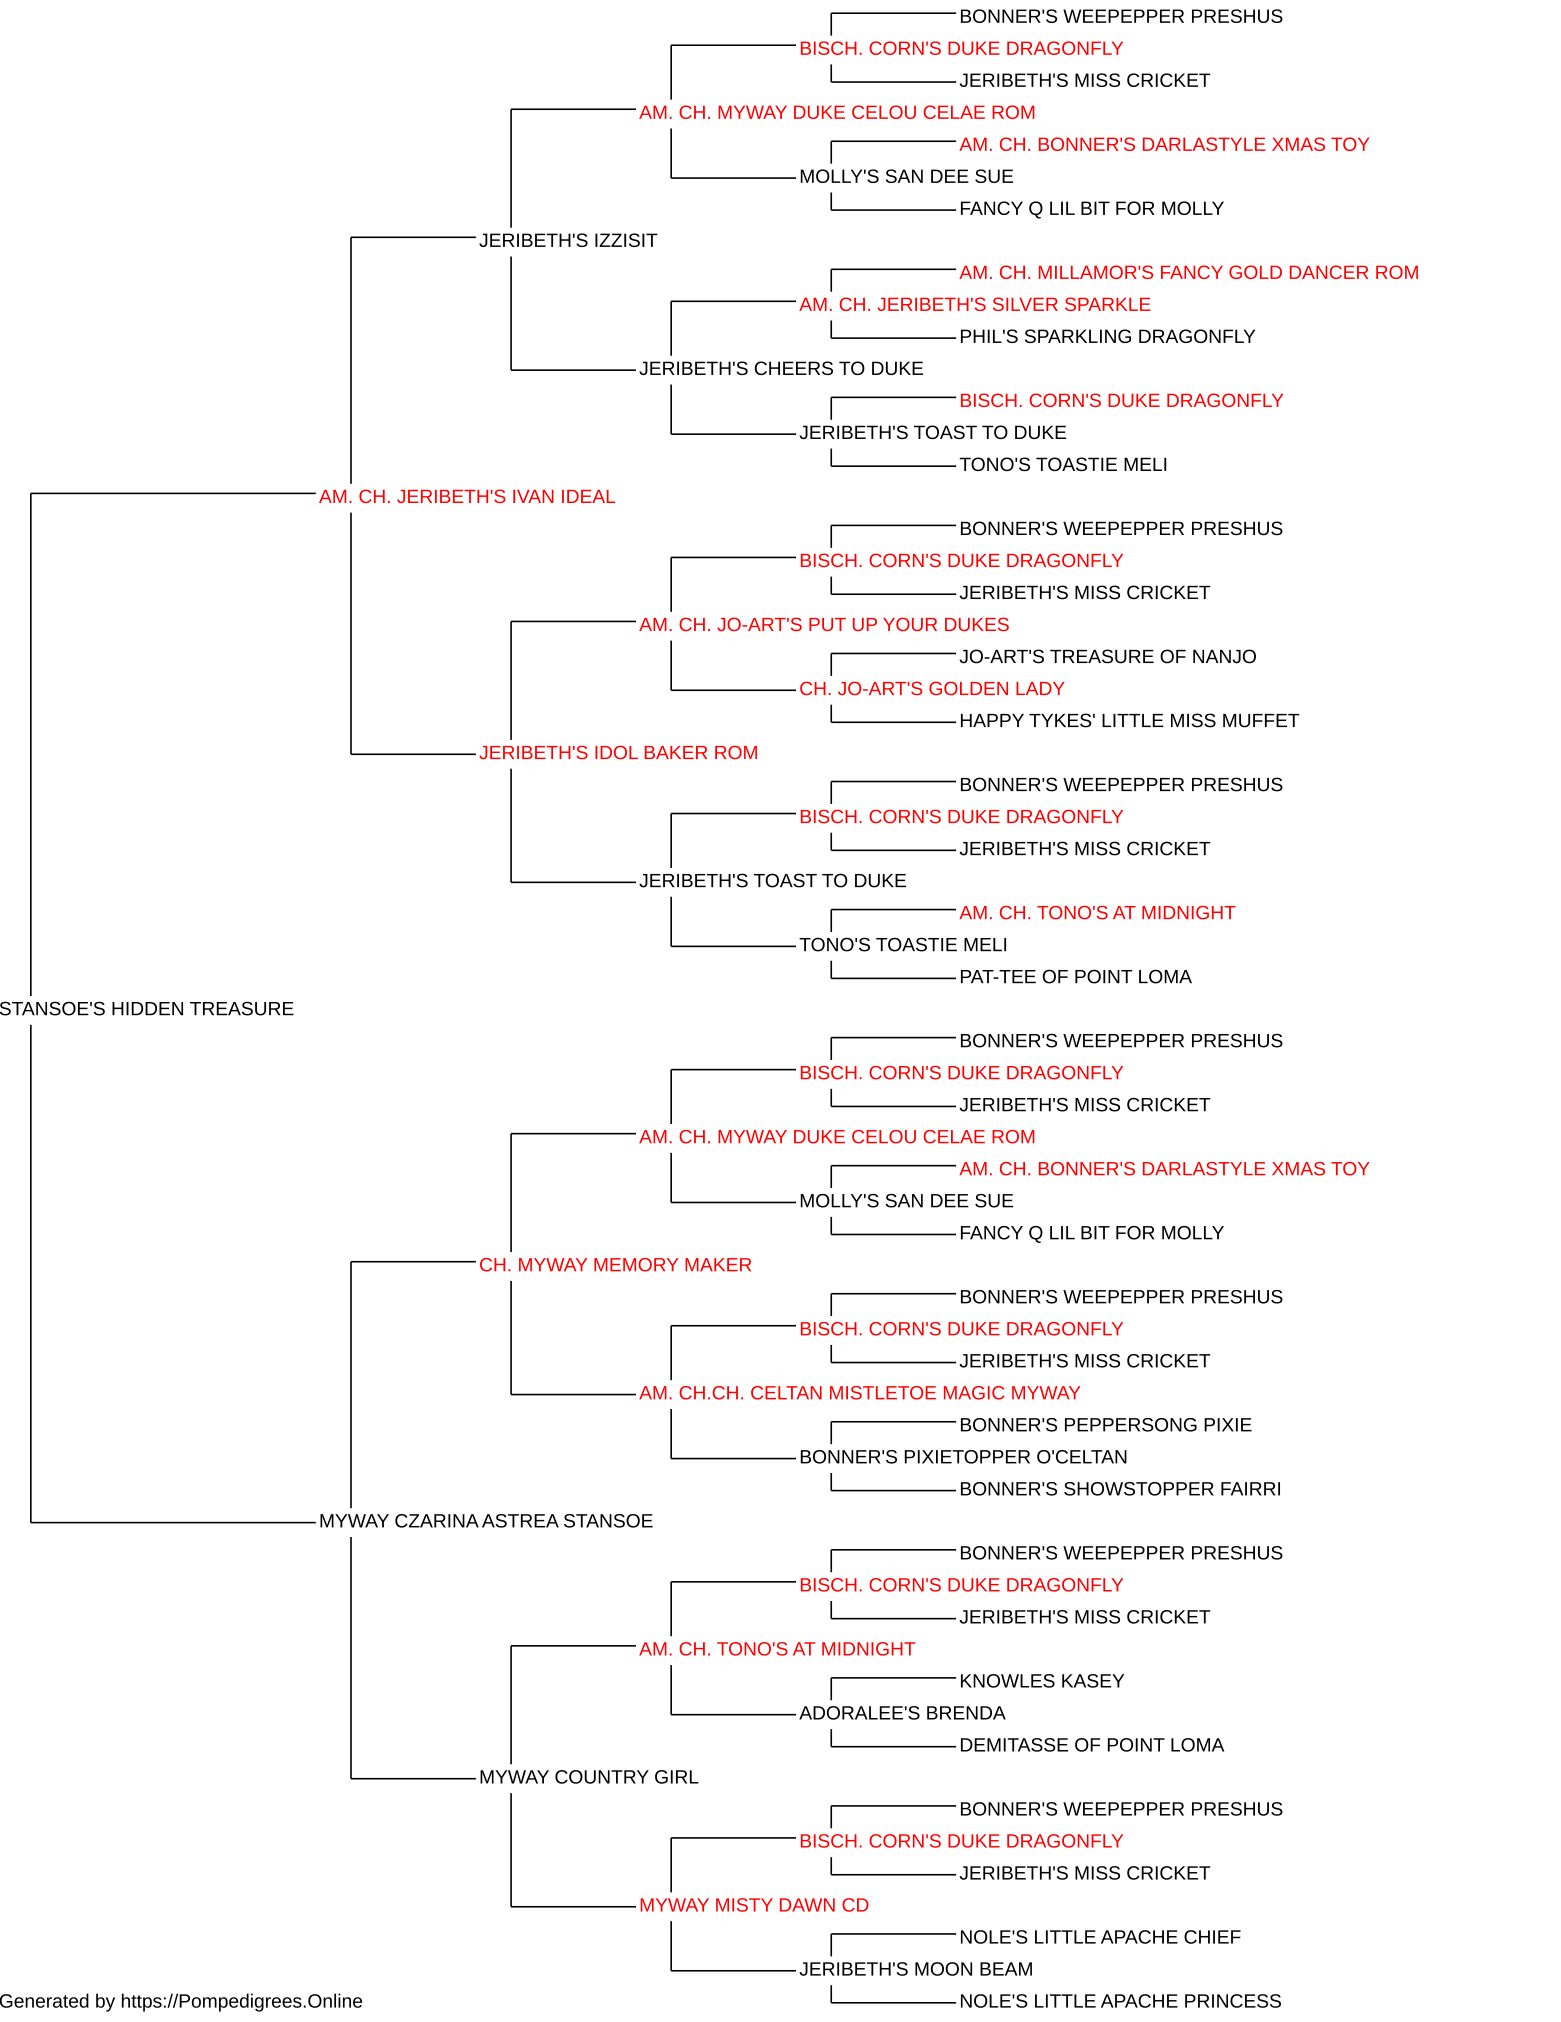 BONNER'S WEEPEPPER PRESHUS
BISCH. CORN'S DUKE DRAGONFLY
JERIBETH'S MISS CRICKET
AM. CH. MYWAY DUKE CELOU CELAE ROM
AM. CH. BONNER'S DARLASTYLE XMAS TOY
MOLLY'S SAN DEE SUE
FANCY Q LIL BIT FOR MOLLY
JERIBETH'S IZZISIT
AM. CH. MILLAMOR'S FANCY GOLD DANCER ROM
AM. CH. JERIBETH'S SILVER SPARKLE
PHIL'S SPARKLING DRAGONFLY
JERIBETH'S CHEERS TO DUKE
BISCH. CORN'S DUKE DRAGONFLY
JERIBETH'S TOAST TO DUKE
TONO'S TOASTIE MELI
AM. CH. JERIBETH'S IVAN IDEAL
BONNER'S WEEPEPPER PRESHUS
BISCH. CORN'S DUKE DRAGONFLY
JERIBETH'S MISS CRICKET
AM. CH. JO-ART'S PUT UP YOUR DUKES
JO-ART'S TREASURE OF NANJO
CH. JO-ART'S GOLDEN LADY
HAPPY TYKES' LITTLE MISS MUFFET
JERIBETH'S IDOL BAKER ROM
BONNER'S WEEPEPPER PRESHUS
BISCH. CORN'S DUKE DRAGONFLY
JERIBETH'S MISS CRICKET
JERIBETH'S TOAST TO DUKE
AM. CH. TONO'S AT MIDNIGHT
TONO'S TOASTIE MELI
PAT-TEE OF POINT LOMA
STANSOE'S HIDDEN TREASURE
BONNER'S WEEPEPPER PRESHUS
BISCH. CORN'S DUKE DRAGONFLY
JERIBETH'S MISS CRICKET
AM. CH. MYWAY DUKE CELOU CELAE ROM
AM. CH. BONNER'S DARLASTYLE XMAS TOY
MOLLY'S SAN DEE SUE
FANCY Q LIL BIT FOR MOLLY
CH. MYWAY MEMORY MAKER
BONNER'S WEEPEPPER PRESHUS
BISCH. CORN'S DUKE DRAGONFLY
JERIBETH'S MISS CRICKET
AM. CH.CH. CELTAN MISTLETOE MAGIC MYWAY
BONNER'S PEPPERSONG PIXIE
BONNER'S PIXIETOPPER O'CELTAN
BONNER'S SHOWSTOPPER FAIRRI
MYWAY CZARINA ASTREA STANSOE
BONNER'S WEEPEPPER PRESHUS
BISCH. CORN'S DUKE DRAGONFLY
JERIBETH'S MISS CRICKET
AM. CH. TONO'S AT MIDNIGHT
KNOWLES KASEY
ADORALEE'S BRENDA
DEMITASSE OF POINT LOMA
MYWAY COUNTRY GIRL
BONNER'S WEEPEPPER PRESHUS
BISCH. CORN'S DUKE DRAGONFLY
JERIBETH'S MISS CRICKET
MYWAY MISTY DAWN CD
NOLE'S LITTLE APACHE CHIEF
JERIBETH'S MOON BEAM
NOLE'S LITTLE APACHE PRINCESS
Generated by https://Pompedigrees.Online